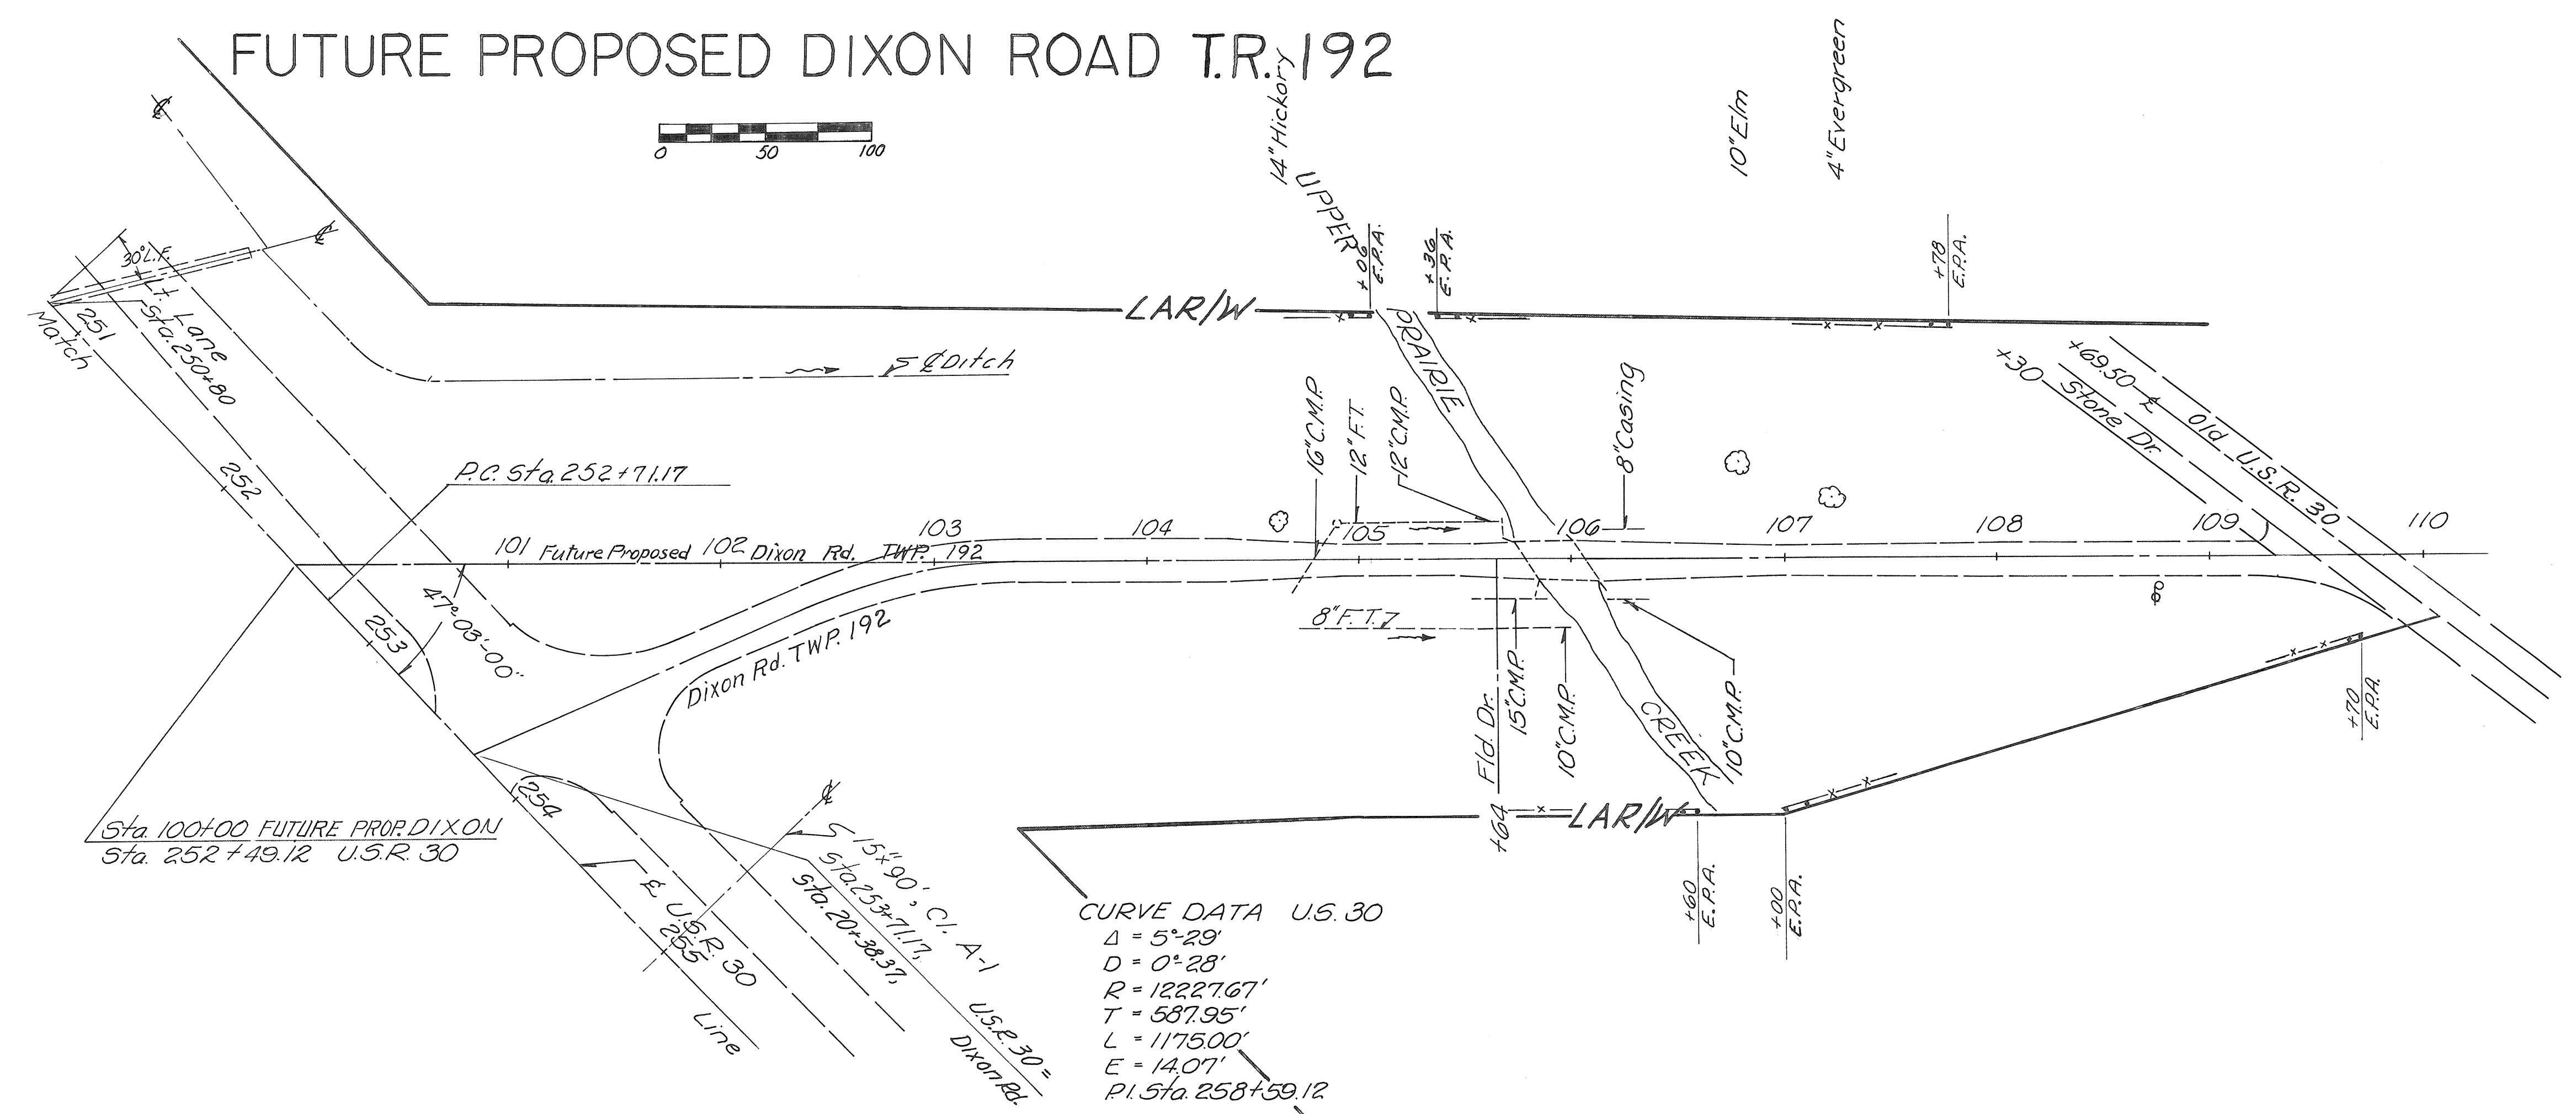 FUTURE PROPOSED DIXON ROAD T.R. 192
0 50 100
14" Hickory
10" Elm
4" Evergreen
UPPER
PRAIRIE
CREEK
+06
E.P.A.
+36
E.P.A.
+78
E.P.A.
℄
℄
30° L.F.
LAR/W
Match
251
Lt. Lane
Sta. 250+80
℄ Ditch
252
P.C. Sta. 252+71.17
16" C.M.P.
12" F.T.
12" C.M.P.
8" Casing
+69.50 ℄ Old U.S.R. 30
+30 Stone Dr.
101 Future Proposed 102 Dixon Rd. TWP. 192
103
104
105
106
107
108
109
110
47°-03'-00"
253
Dixon Rd. TWP. 192
8" F.T.
Fld. Dr.
+64
15" C.M.P.
10" C.M.P.
10" C.M.P.
+70
E.P.A.
254
Sta. 100+00 FUTURE PROP. DIXON
Sta. 252+49.12 U.S.R. 30
℄
15"x90', Cl. A-1
Sta. 253+71.17, U.S.R. 30 =
Sta. 20+38.37, Dixon Rd.
LAR/W
+60
E.P.A.
+00
E.P.A.
℄ U.S.R. 30
255
Line
CURVE DATA U.S. 30
Δ = 5°-29'
D = 0°-28'
R = 12227.67'
T = 587.95'
L = 1175.00'
E = 14.07'
P.I. Sta. 258+59.12